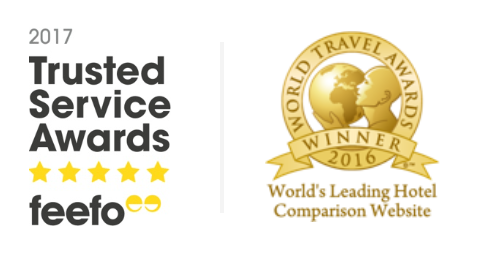 2017
Trusted
Service
Awards
feefo
WORLD TRAVEL AWARDS
WINNER
2016
World's Leading Hotel
Comparison Website